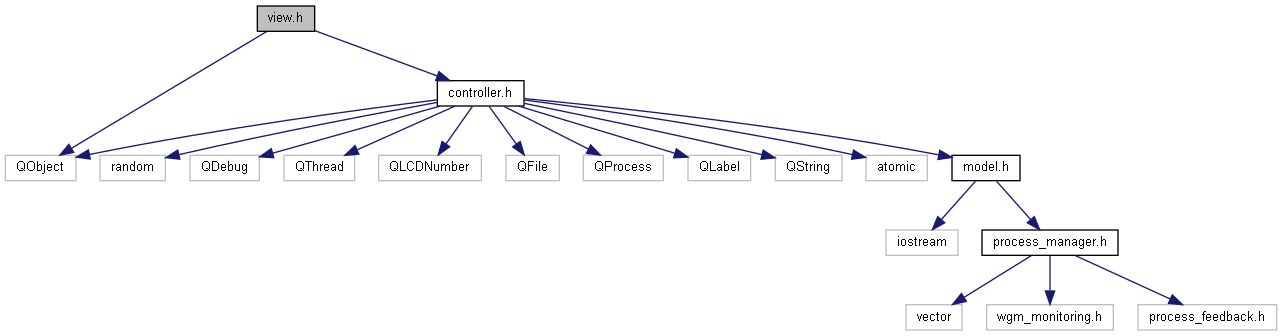 view.h
controller.h
QObject
random
QDebug
QThread
QLCDNumber
QFile
QProcess
QLabel
QString
atomic
model.h
iostream
process_manager.h
vector
wgm_monitoring.h
process_feedback.h